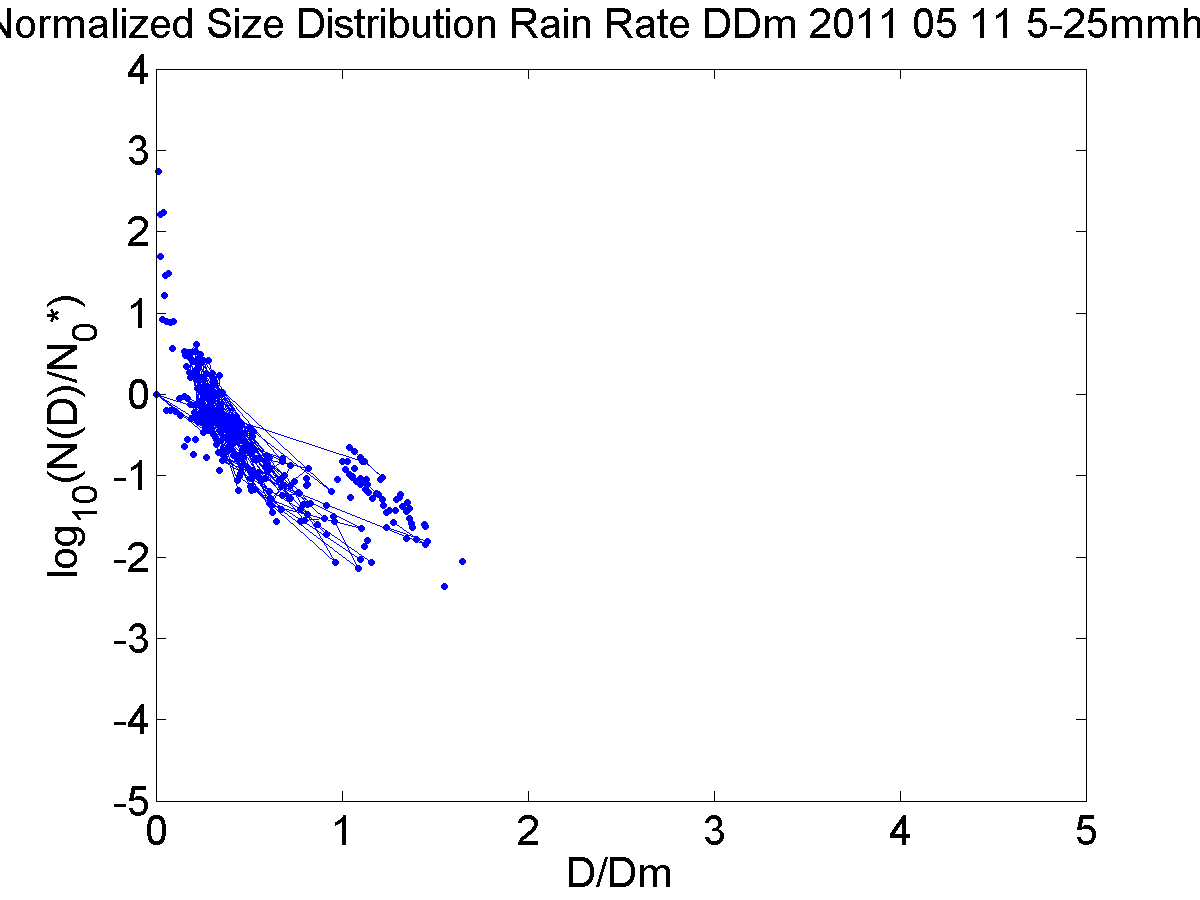 Normalized Size Distribution Rain Rate DDm 2011 05 11 5-25mmh
4
3
2
1
0
-1
-2
-3
-4
-5
log10(N(D)/N0*)
0 1 2 3 4 5
D/Dm